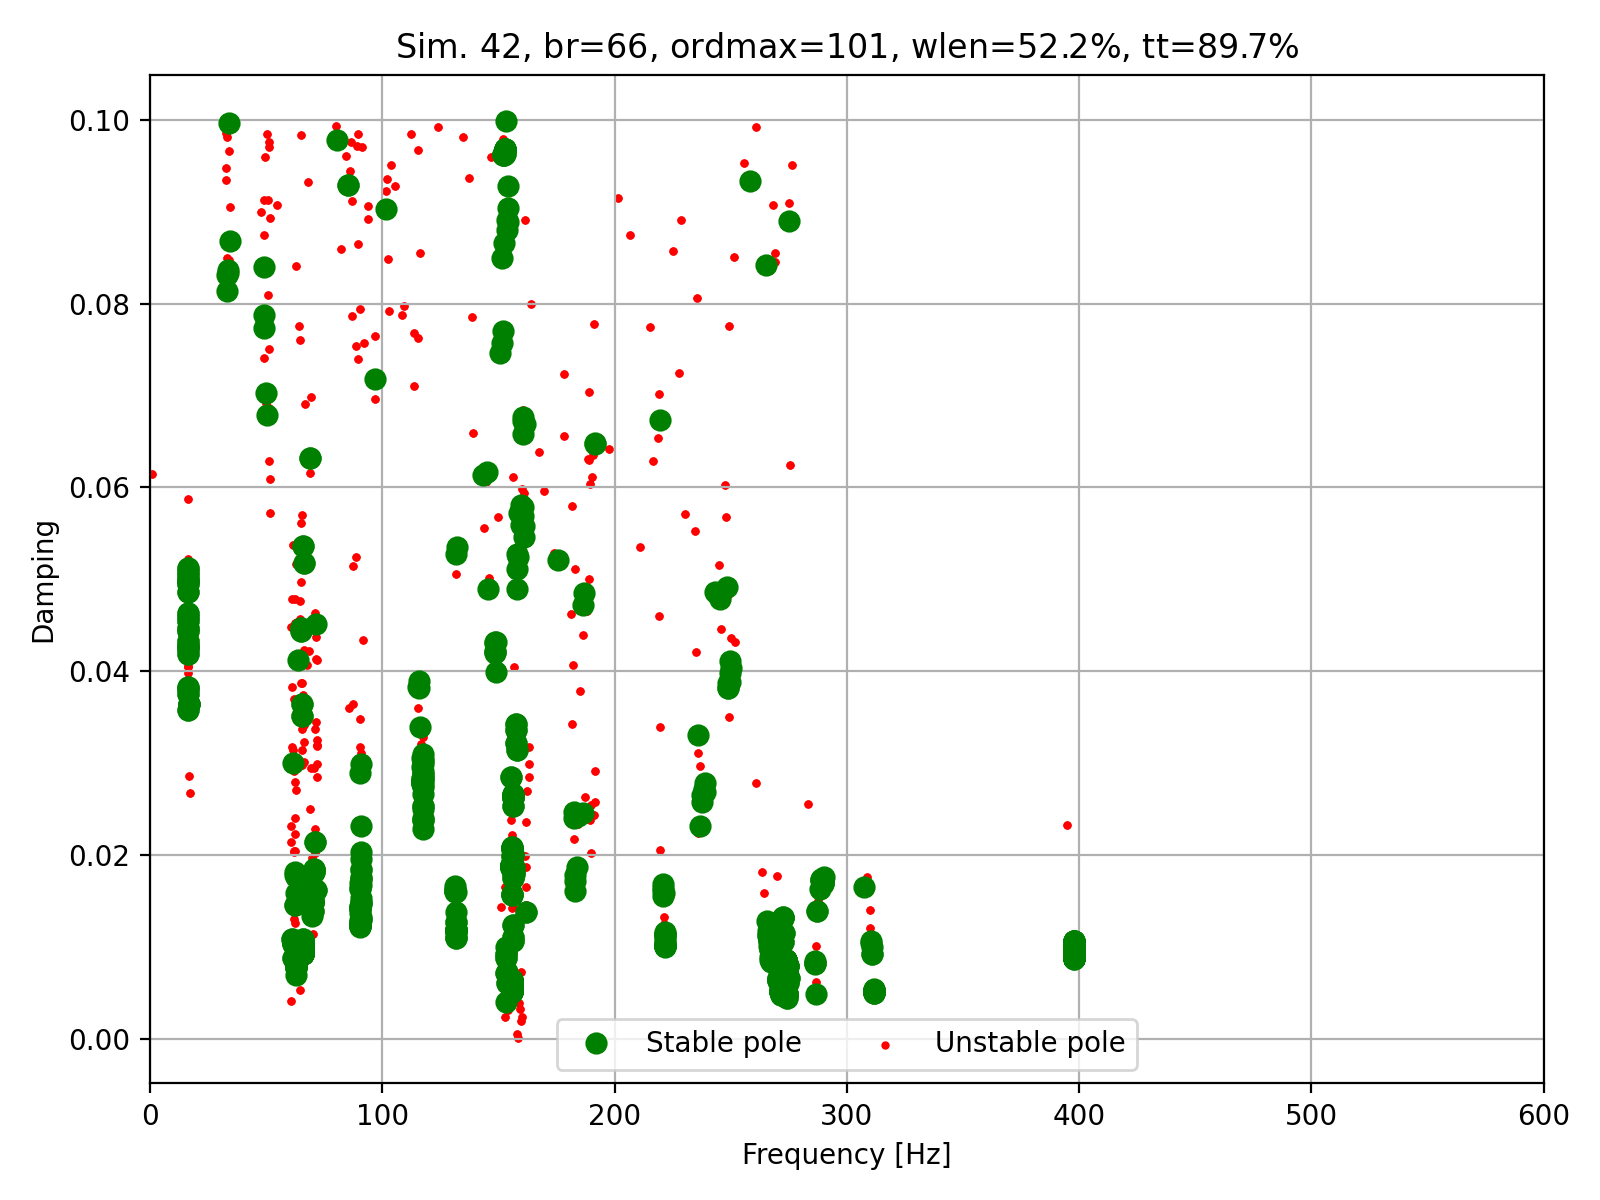 Sim. 42, br=66, ordmax=101, wlen=52.2%, tt=89.7%
0.10
0.08
0.06
0.04
0.02
0.00
Damping
Stable pole Unstable pole
0 100 200 300 400 500 600
Frequency [Hz]